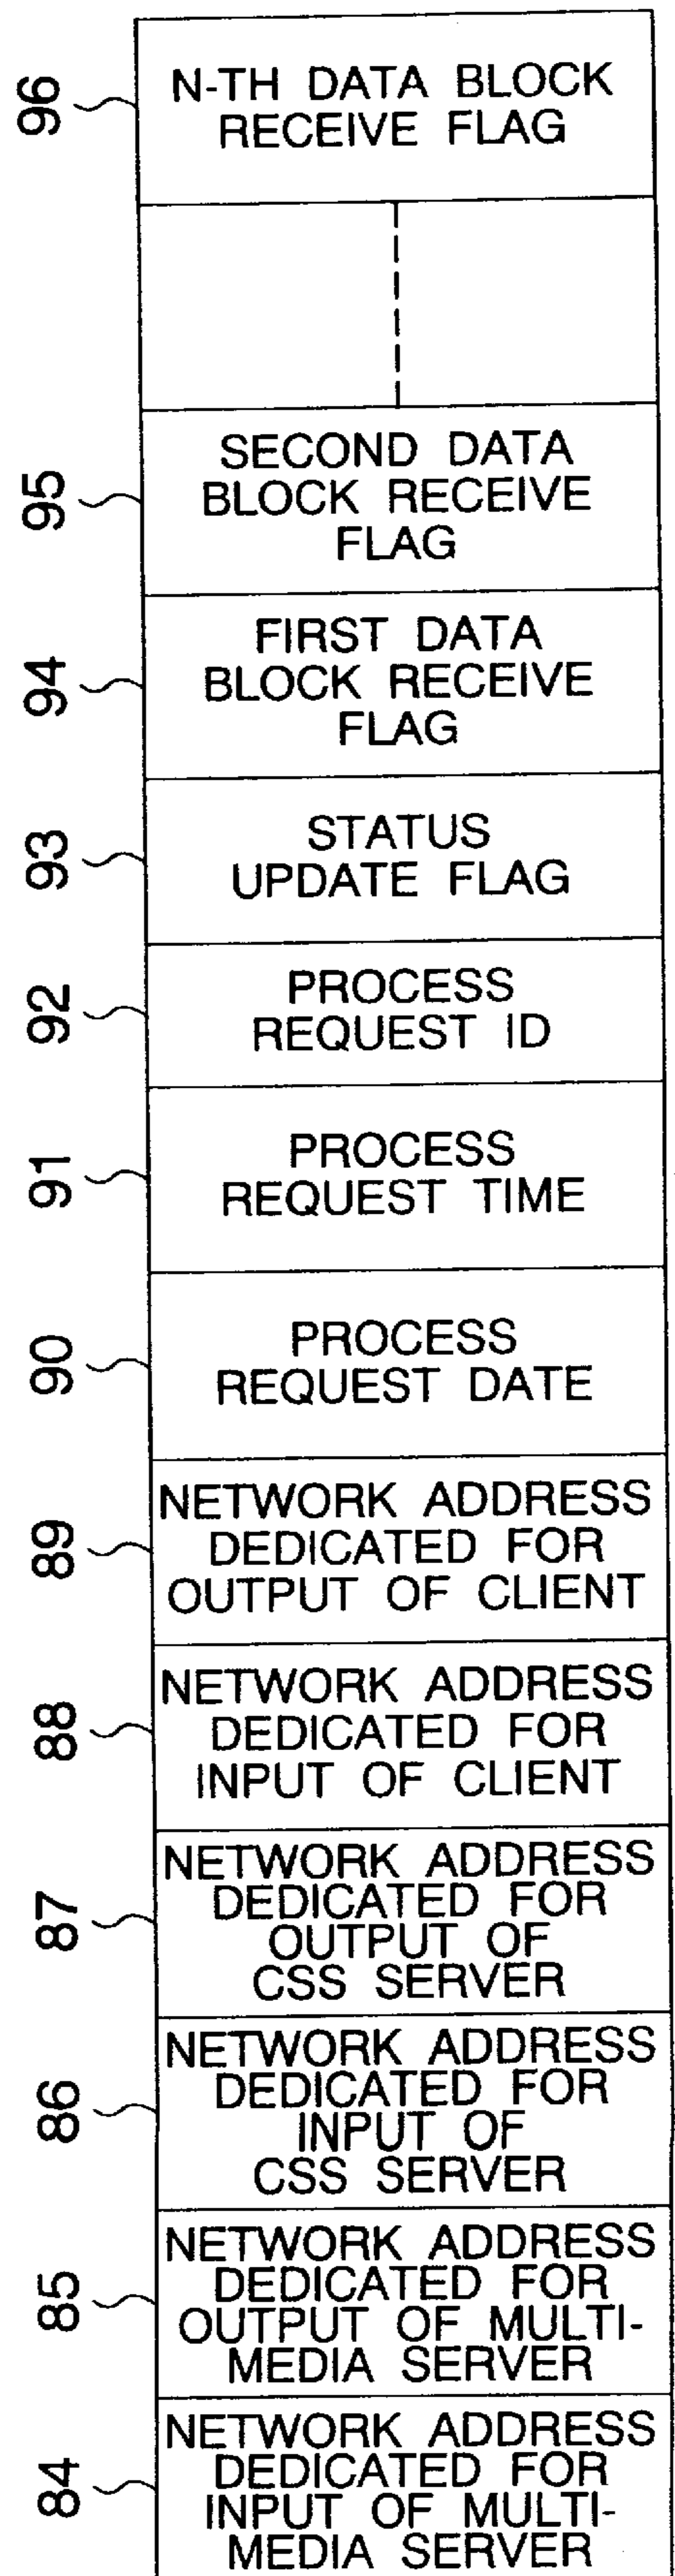 96
N-TH DATA BLOCK
RECEIVE FLAG
95
SECOND DATA
BLOCK RECEIVE
FLAG
94
FIRST DATA
BLOCK RECEIVE
FLAG
93
STATUS
UPDATE FLAG
92
PROCESS
REQUEST ID
91
PROCESS
REQUEST TIME
90
PROCESS
REQUEST DATE
89
NETWORK ADDRESS
DEDICATED FOR
OUTPUT OF CLIENT
88
NETWORK ADDRESS
DEDICATED FOR
INPUT OF CLIENT
87
NETWORK ADDRESS
DEDICATED FOR
OUTPUT OF
CSS SERVER
86
NETWORK ADDRESS
DEDICATED FOR
INPUT OF
CSS SERVER
85
NETWORK ADDRESS
DEDICATED FOR
OUTPUT OF MULTI-
MEDIA SERVER
84
NETWORK ADDRESS
DEDICATED FOR
INPUT OF MULTI-
MEDIA SERVER